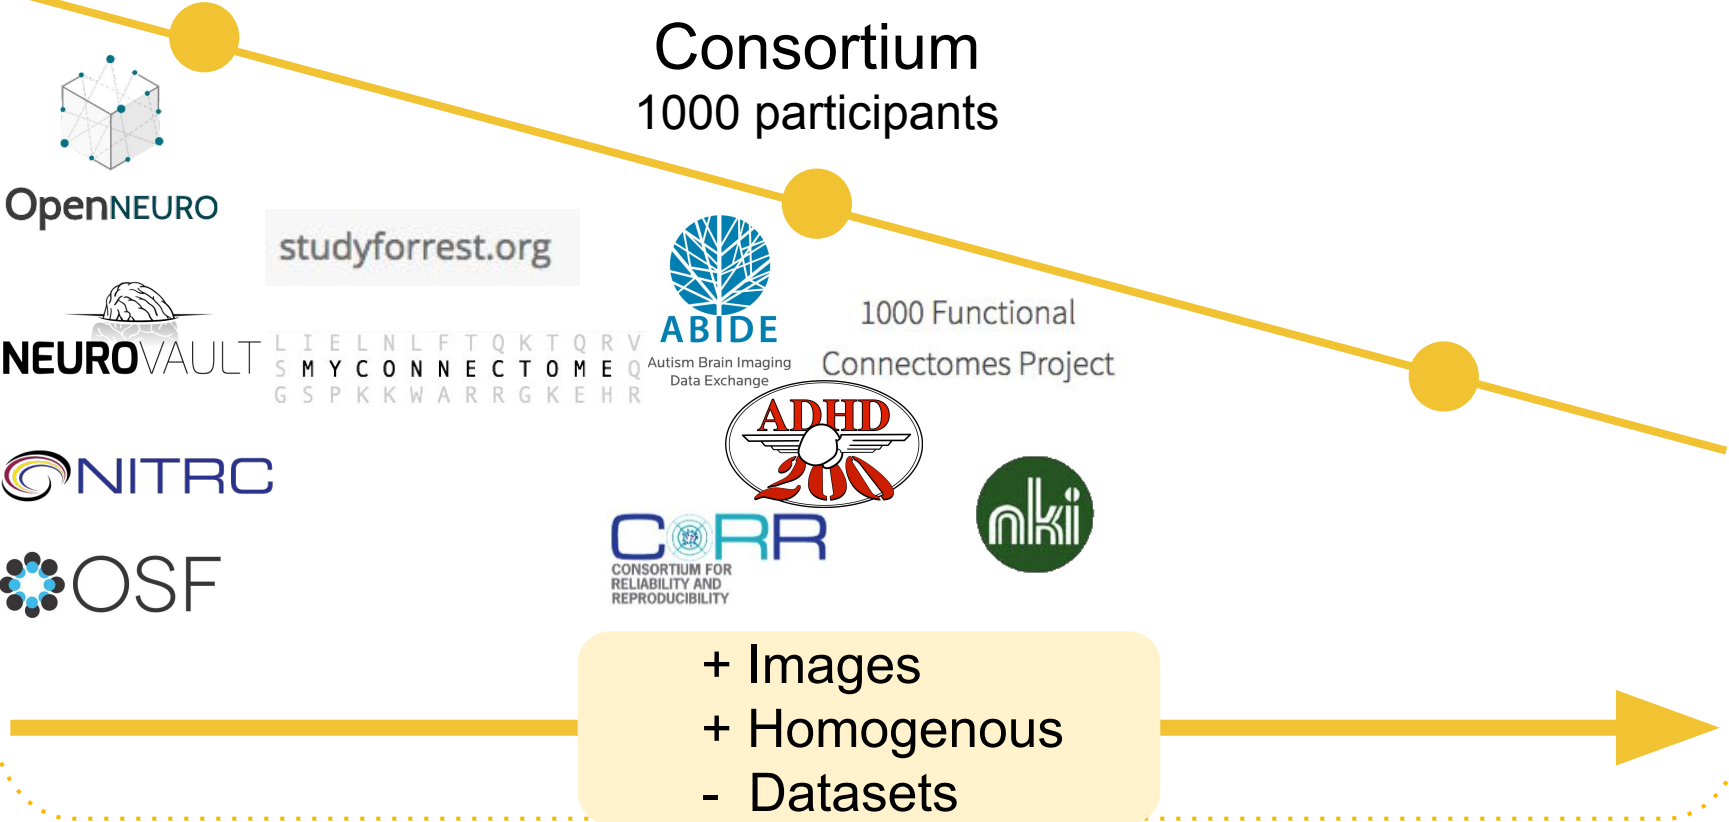 Consortium
1000 participants
OpenNEURO
studyforrest.org
ABIDE
Autism Brain Imaging
Data Exchange
1000 Functional
Connectomes Project
NEUROVAULT
L I E L N L F T Q K T Q R V
S M Y C O N N E C T O M E Q
G S P K K W A R R G K E H R
ADHD
200
NITRC
nki
CORR
CONSORTIUM FOR
RELIABILITY AND
REPRODUCIBILITY
OSF
+ Images
+ Homogenous
- Datasets